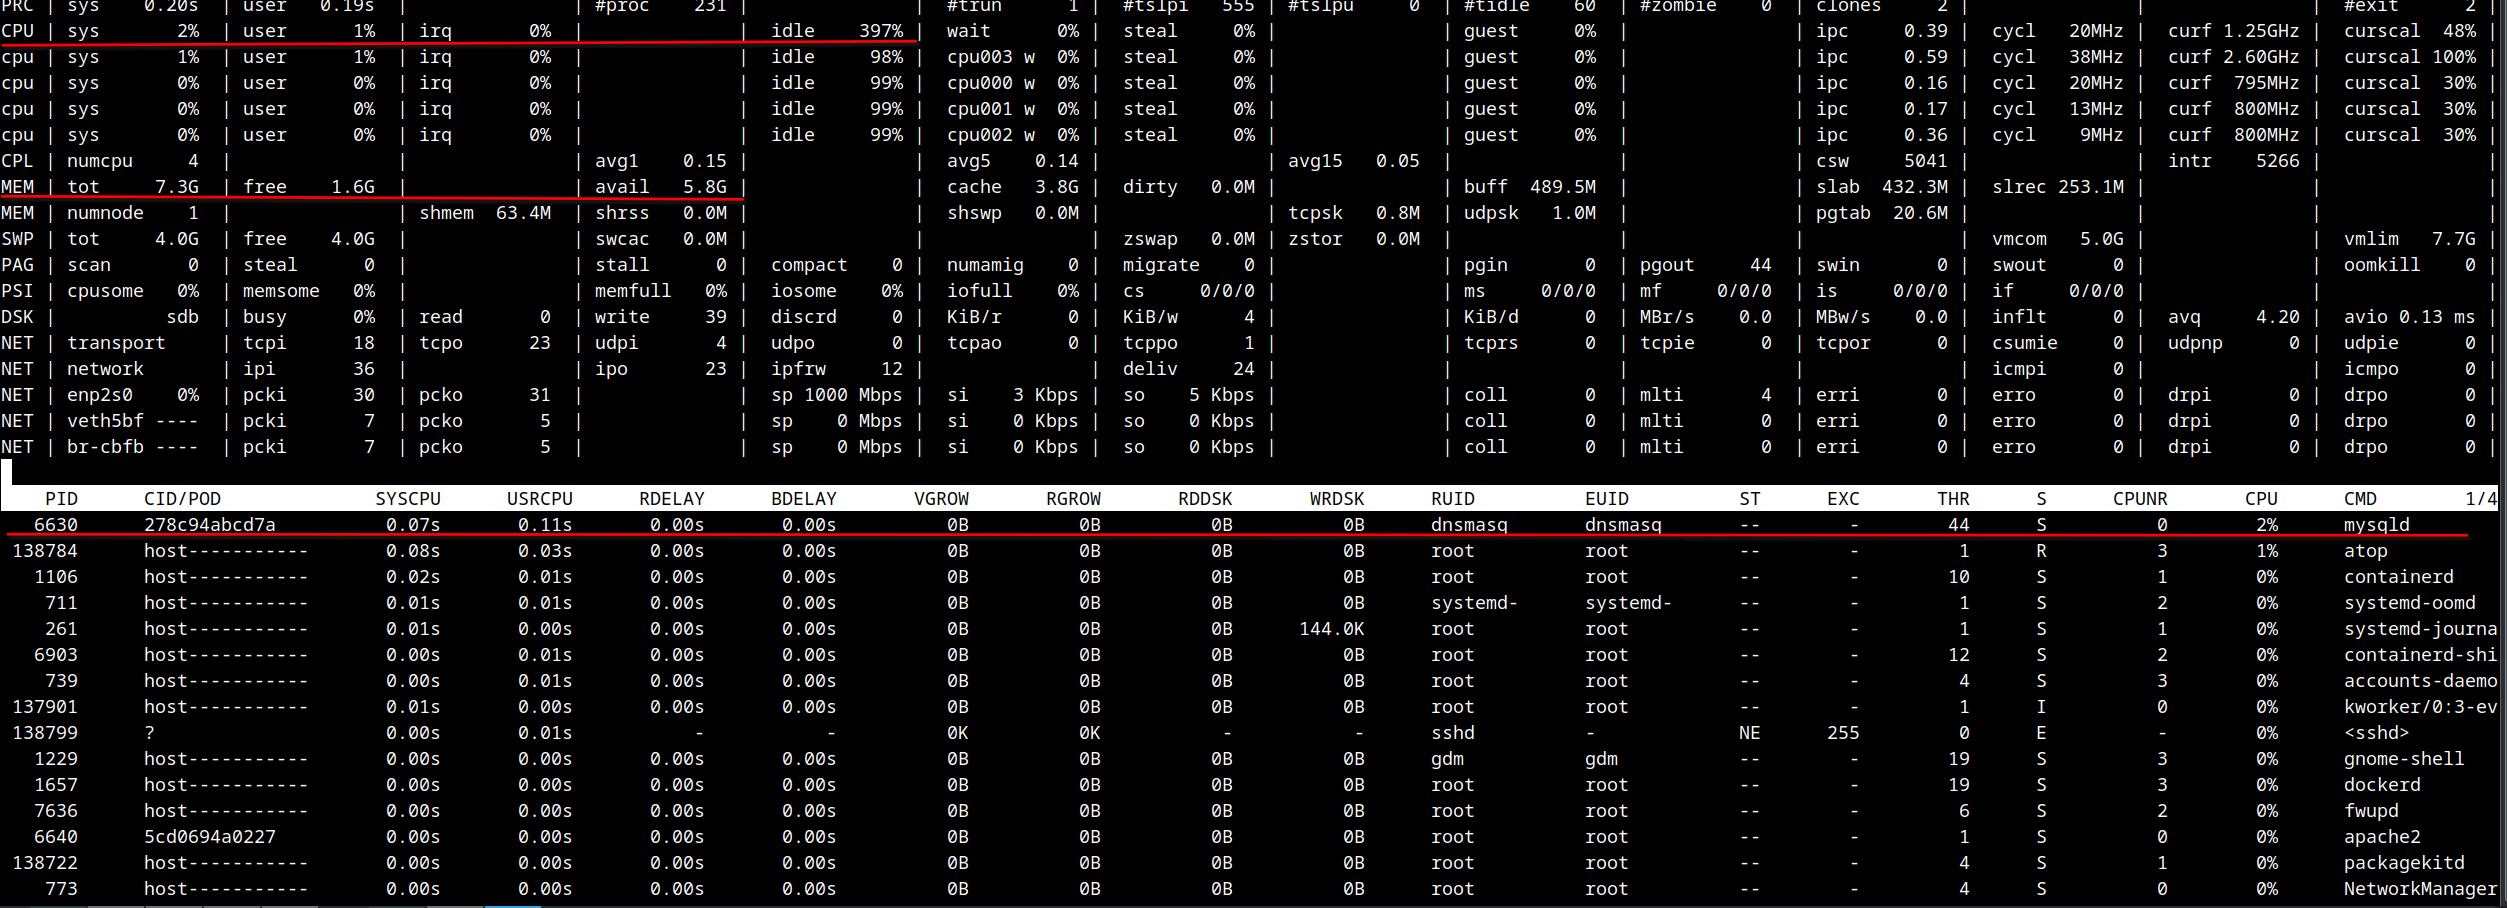 PRC | sys 0.20s | user 0.19s | | #proc 231 | | #trun 1 | #tslpi 555 | #tslpu 0 | #tidle 60 | #zombie 0 | clones 2 | | | #exit 2 |
CPU | sys 2% | user 1% | irq 0% | | idle 397% | wait 0% | steal 0% | | guest 0% | | ipc 0.39 | cycl 20MHz | curf 1.25GHz | curscal 48% |
cpu | sys 1% | user 1% | irq 0% | | idle 98% | cpu003 w 0% | steal 0% | | guest 0% | | ipc 0.59 | cycl 38MHz | curf 2.60GHz | curscal 100% |
cpu | sys 0% | user 0% | irq 0% | | idle 99% | cpu000 w 0% | steal 0% | | guest 0% | | ipc 0.16 | cycl 20MHz | curf 795MHz | curscal 30% |
cpu | sys 0% | user 0% | irq 0% | | idle 99% | cpu001 w 0% | steal 0% | | guest 0% | | ipc 0.17 | cycl 13MHz | curf 800MHz | curscal 30% |
cpu | sys 0% | user 0% | irq 0% | | idle 99% | cpu002 w 0% | steal 0% | | guest 0% | | ipc 0.36 | cycl 9MHz | curf 800MHz | curscal 30% |
CPL | numcpu 4 | | | avg1 0.15 | | avg5 0.14 | | avg15 0.05 | | | csw 5041 | | intr 5266 | |
MEM | tot 7.3G | free 1.6G | | avail 5.8G | | cache 3.8G | dirty 0.0M | | buff 489.5M | | slab 432.3M | slrec 253.1M | | |
MEM | numnode 1 | | shmem 63.4M | shrss 0.0M | | shswp 0.0M | | tcpsk 0.8M | udpsk 1.0M | | pgtab 20.6M | | | |
SWP | tot 4.0G | free 4.0G | | swcac 0.0M | | | zswap 0.0M | zstor 0.0M | | | | vmcom 5.0G | | vmlim 7.7G |
PAG | scan 0 | steal 0 | | stall 0 | compact 0 | numamig 0 | migrate 0 | | pgin 0 | pgout 44 | swin 0 | swout 0 | | oomkill 0 |
PSI | cpusome 0% | memsome 0% | | memfull 0% | iosome 0% | iofull 0% | cs 0/0/0 | | ms 0/0/0 | mf 0/0/0 | is 0/0/0 | if 0/0/0 | | |
DSK | sdb | busy 0% | read 0 | write 39 | discrd 0 | KiB/r 0 | KiB/w 4 | | KiB/d 0 | MBr/s 0.0 | MBw/s 0.0 | inflt 0 | avq 4.20 | avio 0.13 ms |
NET | transport | tcpi 18 | tcpo 23 | udpi 4 | udpo 0 | tcpao 0 | tcppo 1 | | tcprs 0 | tcpie 0 | tcpor 0 | csumie 0 | udpnp 0 | udpie 0 |
NET | network | ipi 36 | | ipo 23 | ipfrw 12 | | deliv 24 | | | | | icmpi 0 | | icmpo 0 |
NET | enp2s0 0% | pcki 30 | pcko 31 | | sp 1000 Mbps | si 3 Kbps | so 5 Kbps | | coll 0 | mlti 4 | erri 0 | erro 0 | drpi 0 | drpo 0 |
NET | veth5bf ---- | pcki 7 | pcko 5 | | sp 0 Mbps | si 0 Kbps | so 0 Kbps | | coll 0 | mlti 0 | erri 0 | erro 0 | drpi 0 | drpo 0 |
NET | br-cbfb ---- | pcki 7 | pcko 5 | | sp 0 Mbps | si 0 Kbps | so 0 Kbps | | coll 0 | mlti 0 | erri 0 | erro 0 | drpi 0 | drpo 0 |
PID CID/POD SYSCPU USRCPU RDELAY BDELAY VGROW RGROW RDDSK WRDSK RUID EUID ST EXC THR S CPUNR CPU CMD 1/4
6630 278c94abcd7a 0.07s 0.11s 0.00s 0.00s 0B 0B 0B 0B dnsmasq dnsmasq -- - 44 S 0 2% mysqld
138784 host----------- 0.08s 0.03s 0.00s 0.00s 0B 0B 0B 0B root root -- - 1 R 3 1% atop
1106 host----------- 0.02s 0.01s 0.00s 0.00s 0B 0B 0B 0B root root -- - 10 S 1 0% containerd
711 host----------- 0.01s 0.01s 0.00s 0.00s 0B 0B 0B 0B systemd- systemd- -- - 1 S 2 0% systemd-oomd
261 host----------- 0.01s 0.00s 0.00s 0.00s 0B 0B 0B 144.0K root root -- - 1 S 1 0% systemd-journa
6903 host----------- 0.00s 0.01s 0.00s 0.00s 0B 0B 0B 0B root root -- - 12 S 2 0% containerd-shi
739 host----------- 0.00s 0.01s 0.00s 0.00s 0B 0B 0B 0B root root -- - 4 S 3 0% accounts-daemo
137901 host----------- 0.01s 0.00s 0.00s 0.00s 0B 0B 0B 0B root root -- - 1 I 0 0% kworker/0:3-ev
138799 ? 0.00s 0.01s - - 0K 0K - - sshd - NE 255 0 E - 0% <sshd>
1229 host----------- 0.00s 0.00s 0.00s 0.00s 0B 0B 0B 0B gdm gdm -- - 19 S 3 0% gnome-shell
1657 host----------- 0.00s 0.00s 0.00s 0.00s 0B 0B 0B 0B root root -- - 19 S 3 0% dockerd
7636 host----------- 0.00s 0.00s 0.00s 0.00s 0B 0B 0B 0B root root -- - 6 S 2 0% fwupd
6640 5cd0694a0227 0.00s 0.00s 0.00s 0.00s 0B 0B 0B 0B root root -- - 1 S 0 0% apache2
138722 host----------- 0.00s 0.00s 0.00s 0.00s 0B 0B 0B 0B root root -- - 4 S 1 0% packagekitd
773 host----------- 0.00s 0.00s 0.00s 0.00s 0B 0B 0B 0B root root -- - 4 S 0 0% NetworkManager